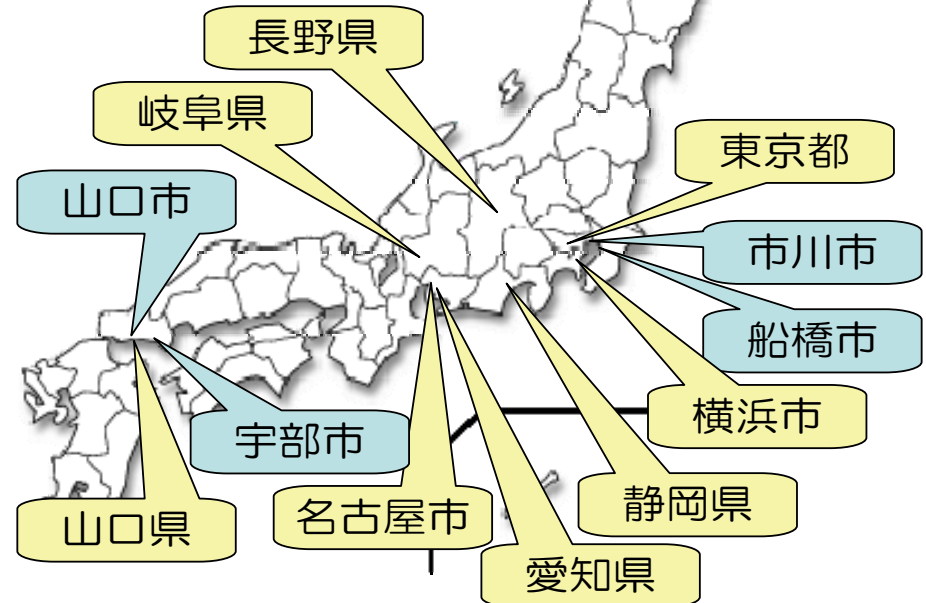 長野県
岐阜県
東京都
山口市
市川市
船橋市
横浜市
宇部市
静岡県
名古屋市
山口県
愛知県